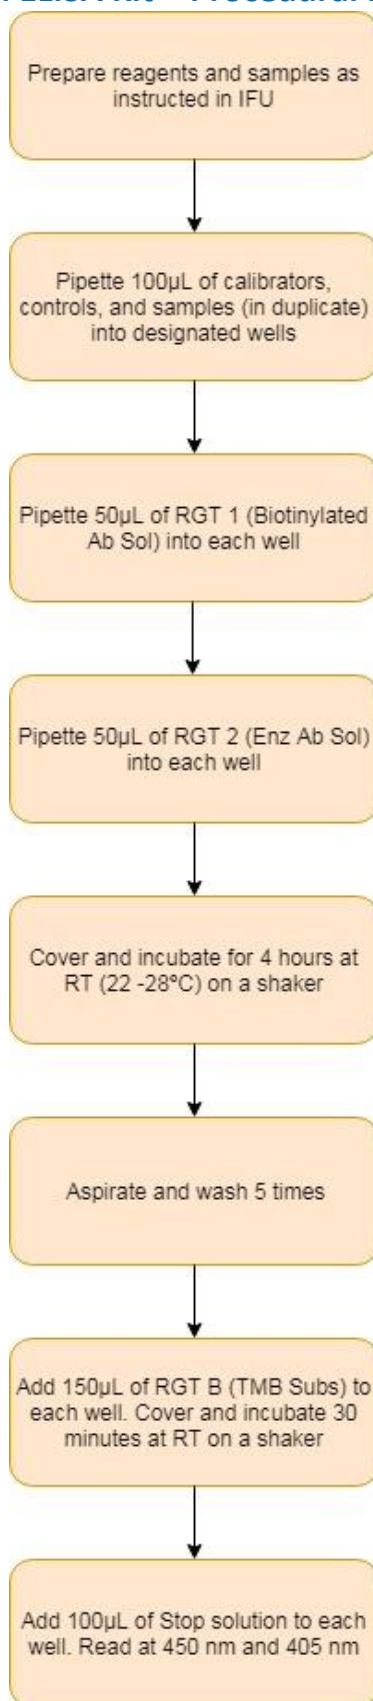 ELISA Kit – Procedural
Prepare reagents and samples as
instructed in IFU
Pipette 100µL of calibrators,
controls, and samples (in duplicate)
into designated wells
Pipette 50µL of RGT 1 (Biotinylated
Ab Sol) into each well
Pipette 50µL of RGT 2 (Enz Ab Sol)
into each well
Cover and incubate for 4 hours at
RT (22 -28ºC) on a shaker
Aspirate and wash 5 times
Add 150µL of RGT B (TMB Subs) to
each well. Cover and incubate 30
minutes at RT on a shaker
Add 100µL of Stop solution to each
well. Read at 450 nm and 405 nm